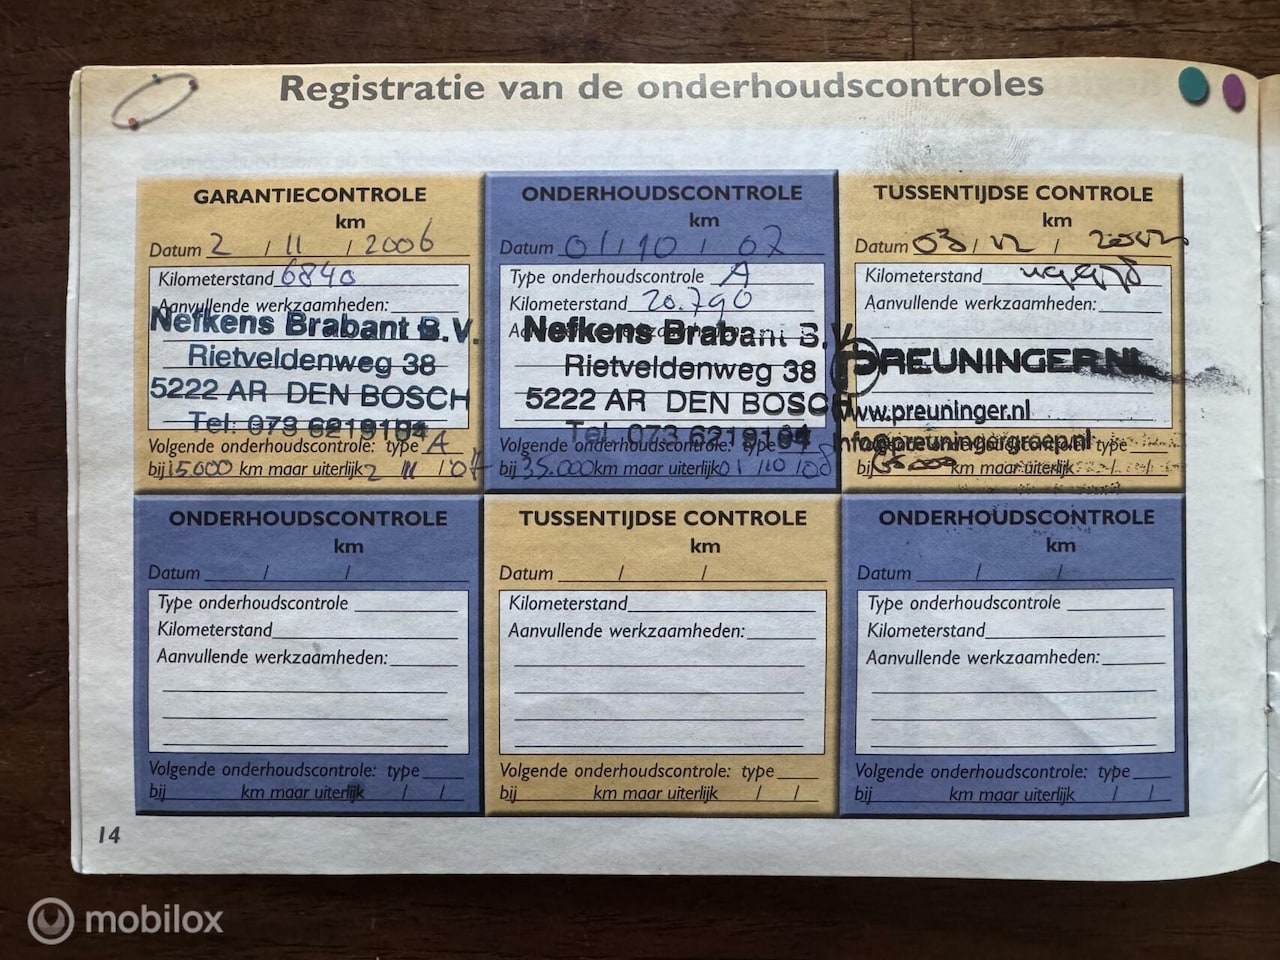 Registratie van de onderhoudscontroles
GARANTIECONTROLE
km
Datum 2 / 11 / 2006
Kilometerstand 6840
Aanvullende werkzaamheden:
Nefkens Brabant B.V.
Rietveldenweg 38
5222 AR DEN BOSCH
Tel. 073 6219104
Volgende onderhoudscontrole: type A
bij 15000 km maar uiterlijk 2 11 / 07
ONDERHOUDSCONTROLE
km
Datum 01 / 10 / 07
Type onderhoudscontrole A
Kilometerstand 20.790
Nefkens Brabant B.V.
Rietveldenweg 38
5222 AR DEN BOSCH
Tel. 073 6219104
Volgende onderhoudscontrole: type
bij 35.000 km maar uiterlijk 01 / 10 / 08
TUSSENTIJDSE CONTROLE
km
Datum 03 / 12 /
Kilometerstand
Aanvullende werkzaamheden:
PREUNINGER.NL
www.preuninger.nl
info@preuningergroep.nl
type
bij km maar uiterlijk / /
ONDERHOUDSCONTROLE
km
Datum / /
Type onderhoudscontrole
Kilometerstand
Aanvullende werkzaamheden:
Volgende onderhoudscontrole: type
bij km maar uiterlijk / /
TUSSENTIJDSE CONTROLE
km
Datum / /
Kilometerstand
Aanvullende werkzaamheden:
Volgende onderhoudscontrole: type
bij km maar uiterlijk / /
ONDERHOUDSCONTROLE
km
Datum / /
Type onderhoudscontrole
Kilometerstand
Aanvullende werkzaamheden:
Volgende onderhoudscontrole: type
bij km maar uiterlijk / /
14
mobilox